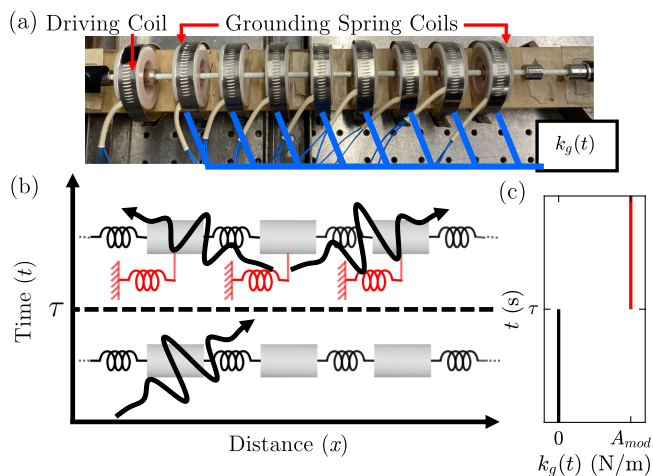 (a) Driving Coil Grounding Spring Coils
k_g(t)
(b)
Time (t)
τ
Distance (x)
(c)
t (s)
τ
0 A_mod
k_g(t) (N/m)